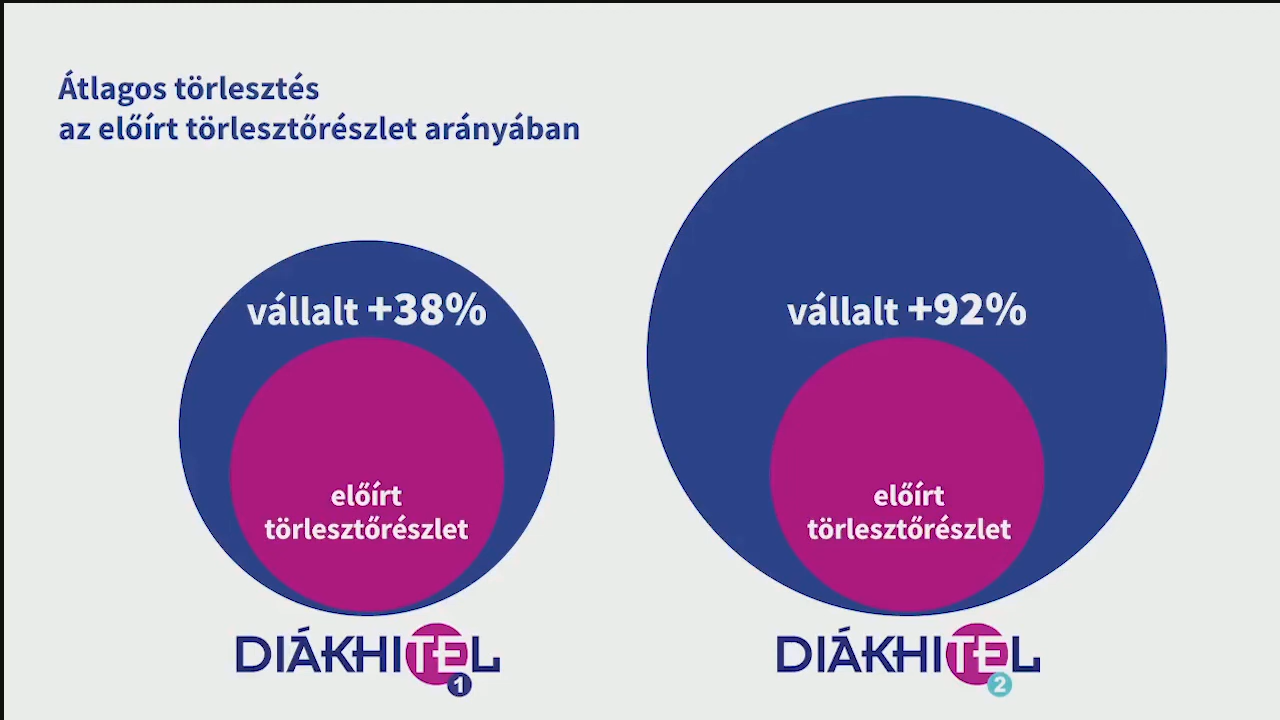 Átlagos törlesztés
az előírt törlesztőrészlet arányában
vállalt +38%
előírt
törlesztőrészlet
DIÁKHITEL
1
vállalt +92%
előírt
törlesztőrészlet
DIÁKHITEL
2